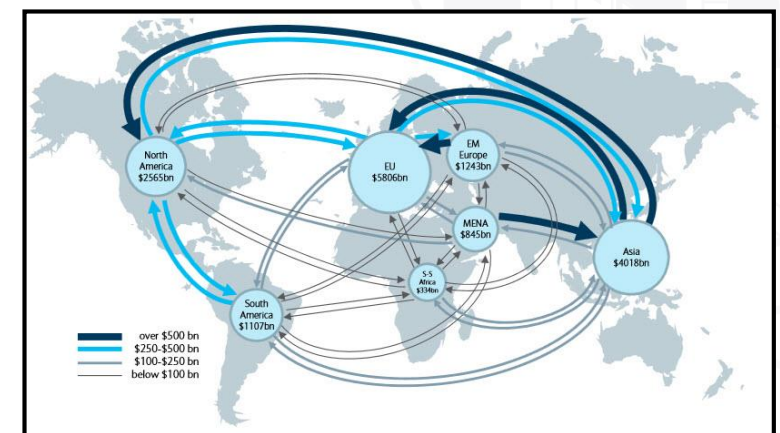 North
America
$2565bn
EU
$5806bn
EM
Europe
$1243bn
MENA
$845bn
S-S
Africa
$334bn
Asia
$4018bn
South
America
$1107bn
over $500 bn
$250-$500 bn
$100-$250 bn
below $100 bn